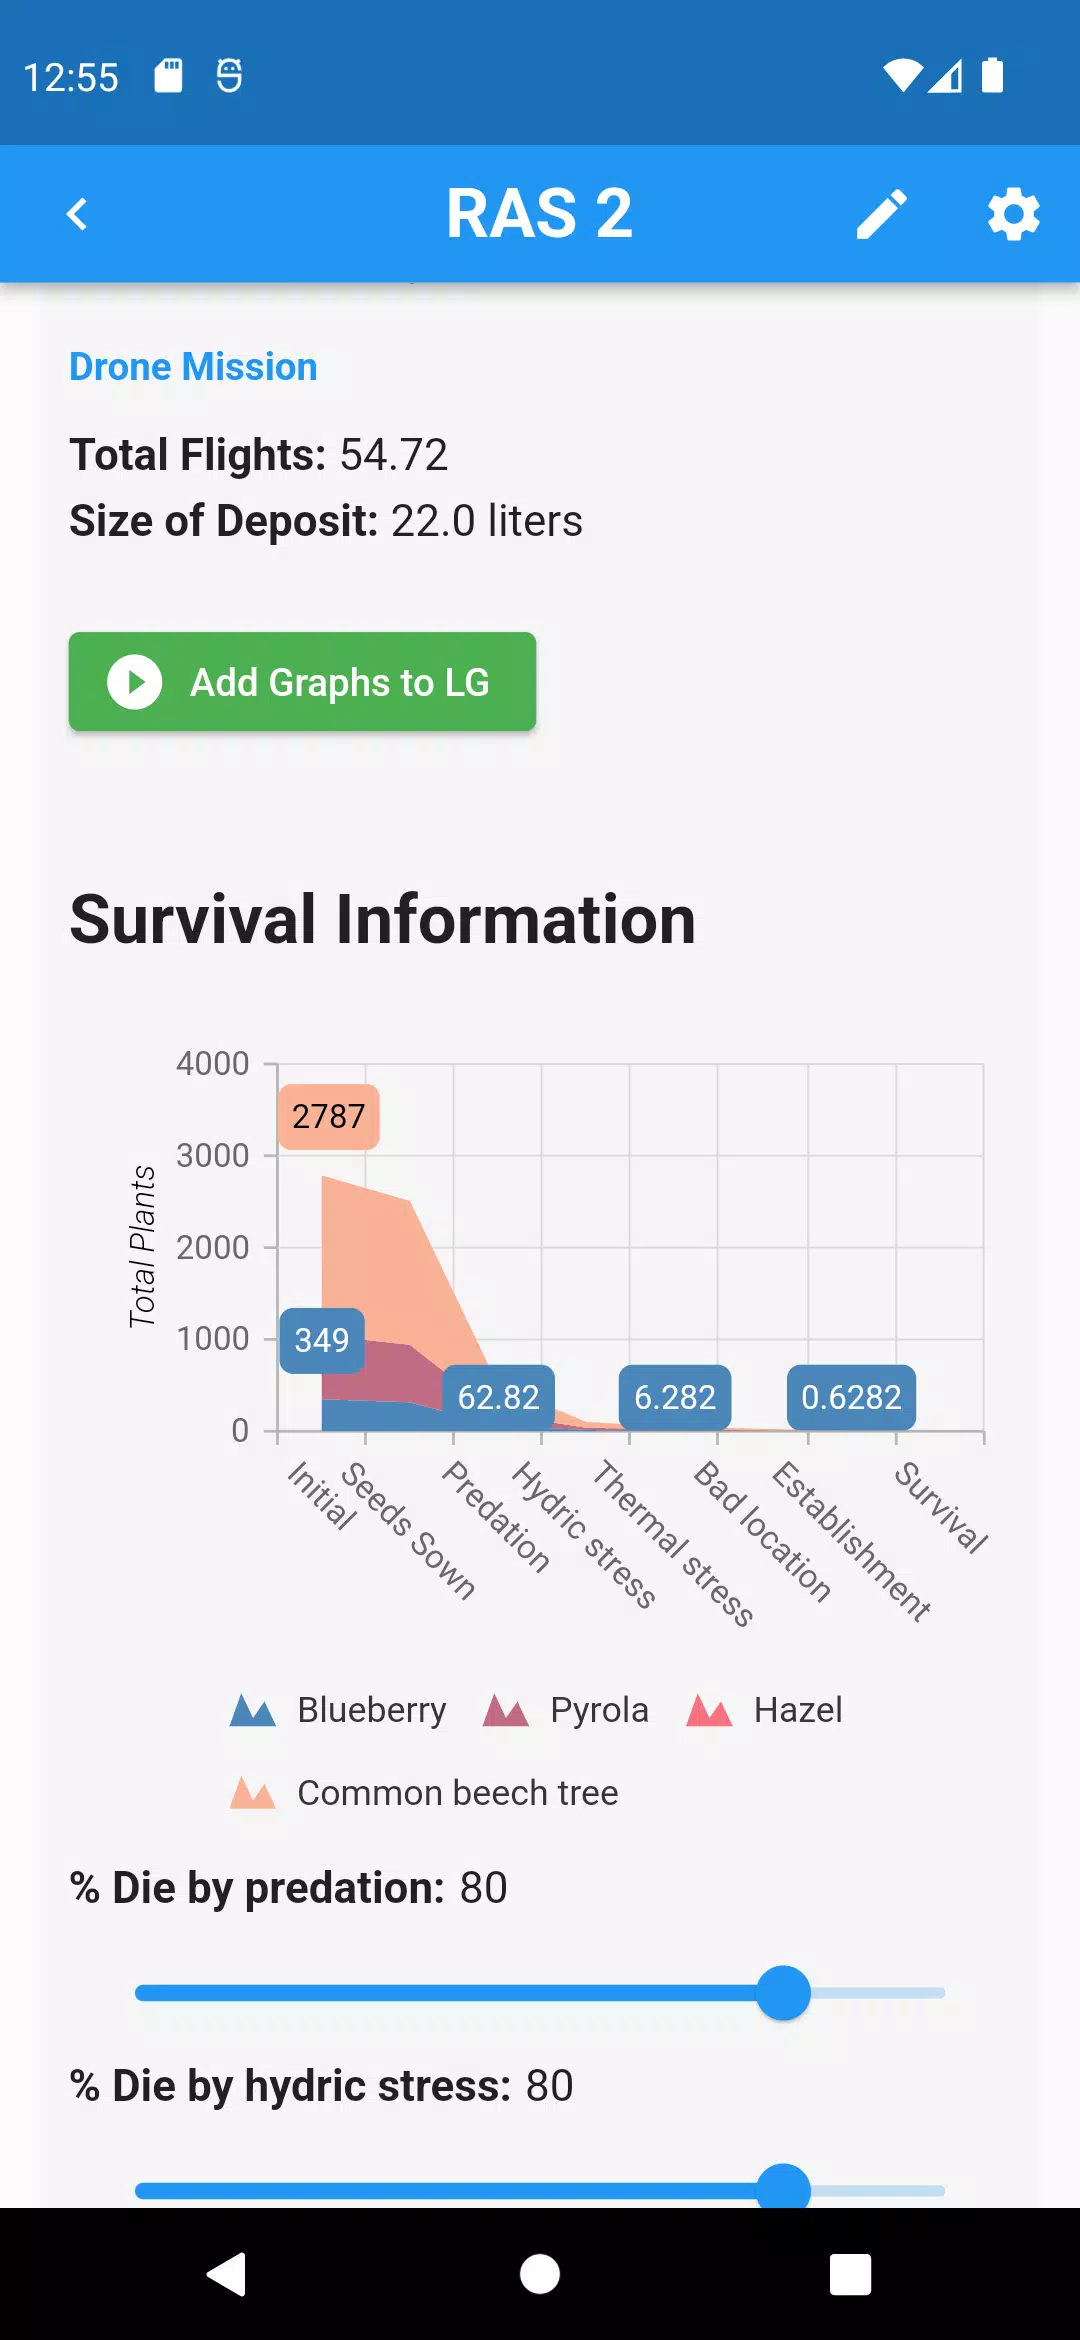 12:55
RAS 2
Drone Mission
Total Flights: 54.72
Size of Deposit: 22.0 liters
Add Graphs to LG
Survival Information
4000
3000
2000
1000
0
Total Plants
2787
349
62.82
6.282
0.6282
Initial
Seeds Sown
Predation
Hydric stress
Thermal stress
Bad location
Establishment
Survival
Blueberry
Pyrola
Hazel
Common beech tree
% Die by predation: 80
% Die by hydric stress: 80